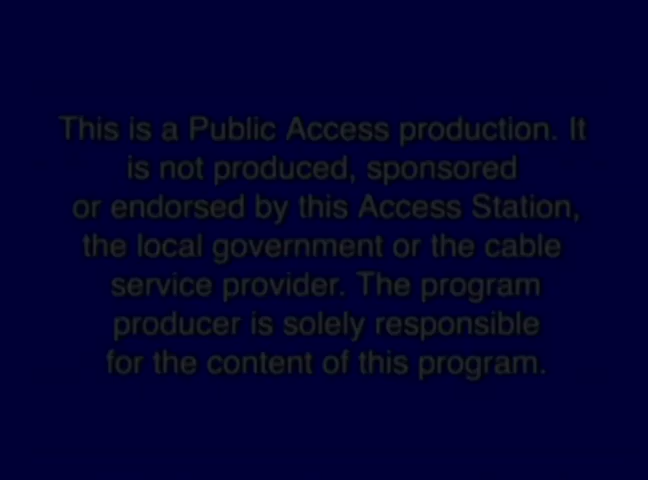 This is a Public Access production. It
is not produced, sponsored
or endorsed by this Access Station,
the local government or the cable
service provider. The program
producer is solely responsible
for the content of this program.